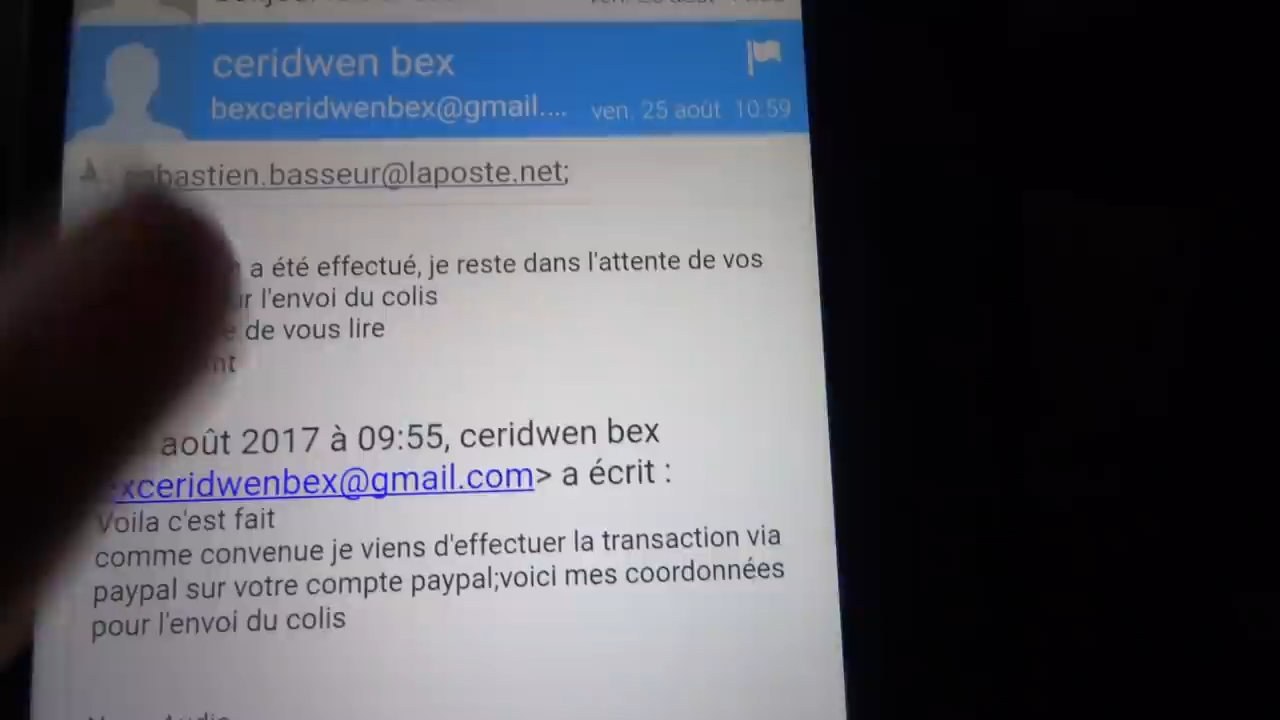 ceridwen bex
bexceridwenbex@gmail.... ven. 25 août 10:59
bastien.basseur@laposte.net;
a été effectué, je reste dans l'attente de vos
l'envoi du colis
de vous lire
août 2017 à 09:55, ceridwen bex
xceridwenbex@gmail.com> a écrit :
Voila c'est fait
comme convenue je viens d'effectuer la transaction via
paypal sur votre compte paypal;voici mes coordonnées
pour l'envoi du colis